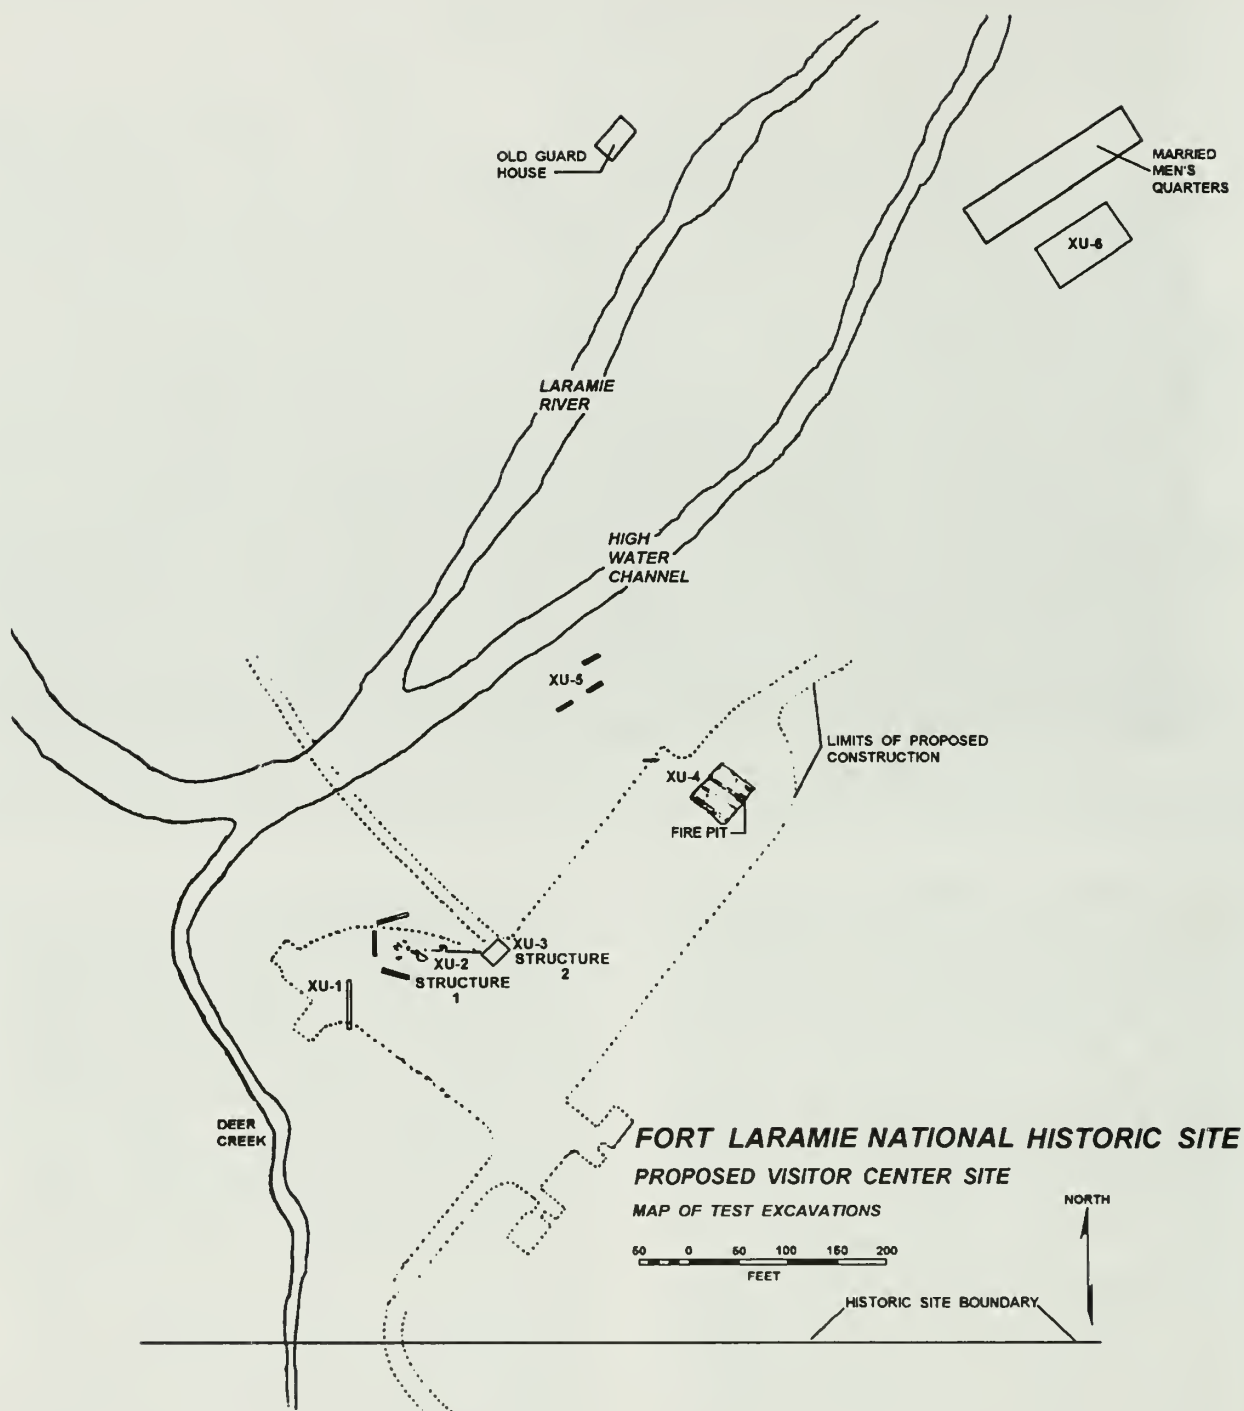 OLD GUARD
HOUSE
MARRIED
MEN'S
QUARTERS
XU-6
LARAMIE
RIVER
HIGH
WATER
CHANNEL
XU-5
LIMITS OF PROPOSED
CONSTRUCTION
XU-4
FIRE PIT
XU-3
STRUCTURE
2
XU-2
STRUCTURE
1
XU-1
DEER
CREEK
FORT LARAMIE NATIONAL HISTORIC SITE
PROPOSED VISITOR CENTER SITE
MAP OF TEST EXCAVATIONS
NORTH
50 0 50 100 150 200
FEET
HISTORIC SITE BOUNDARY